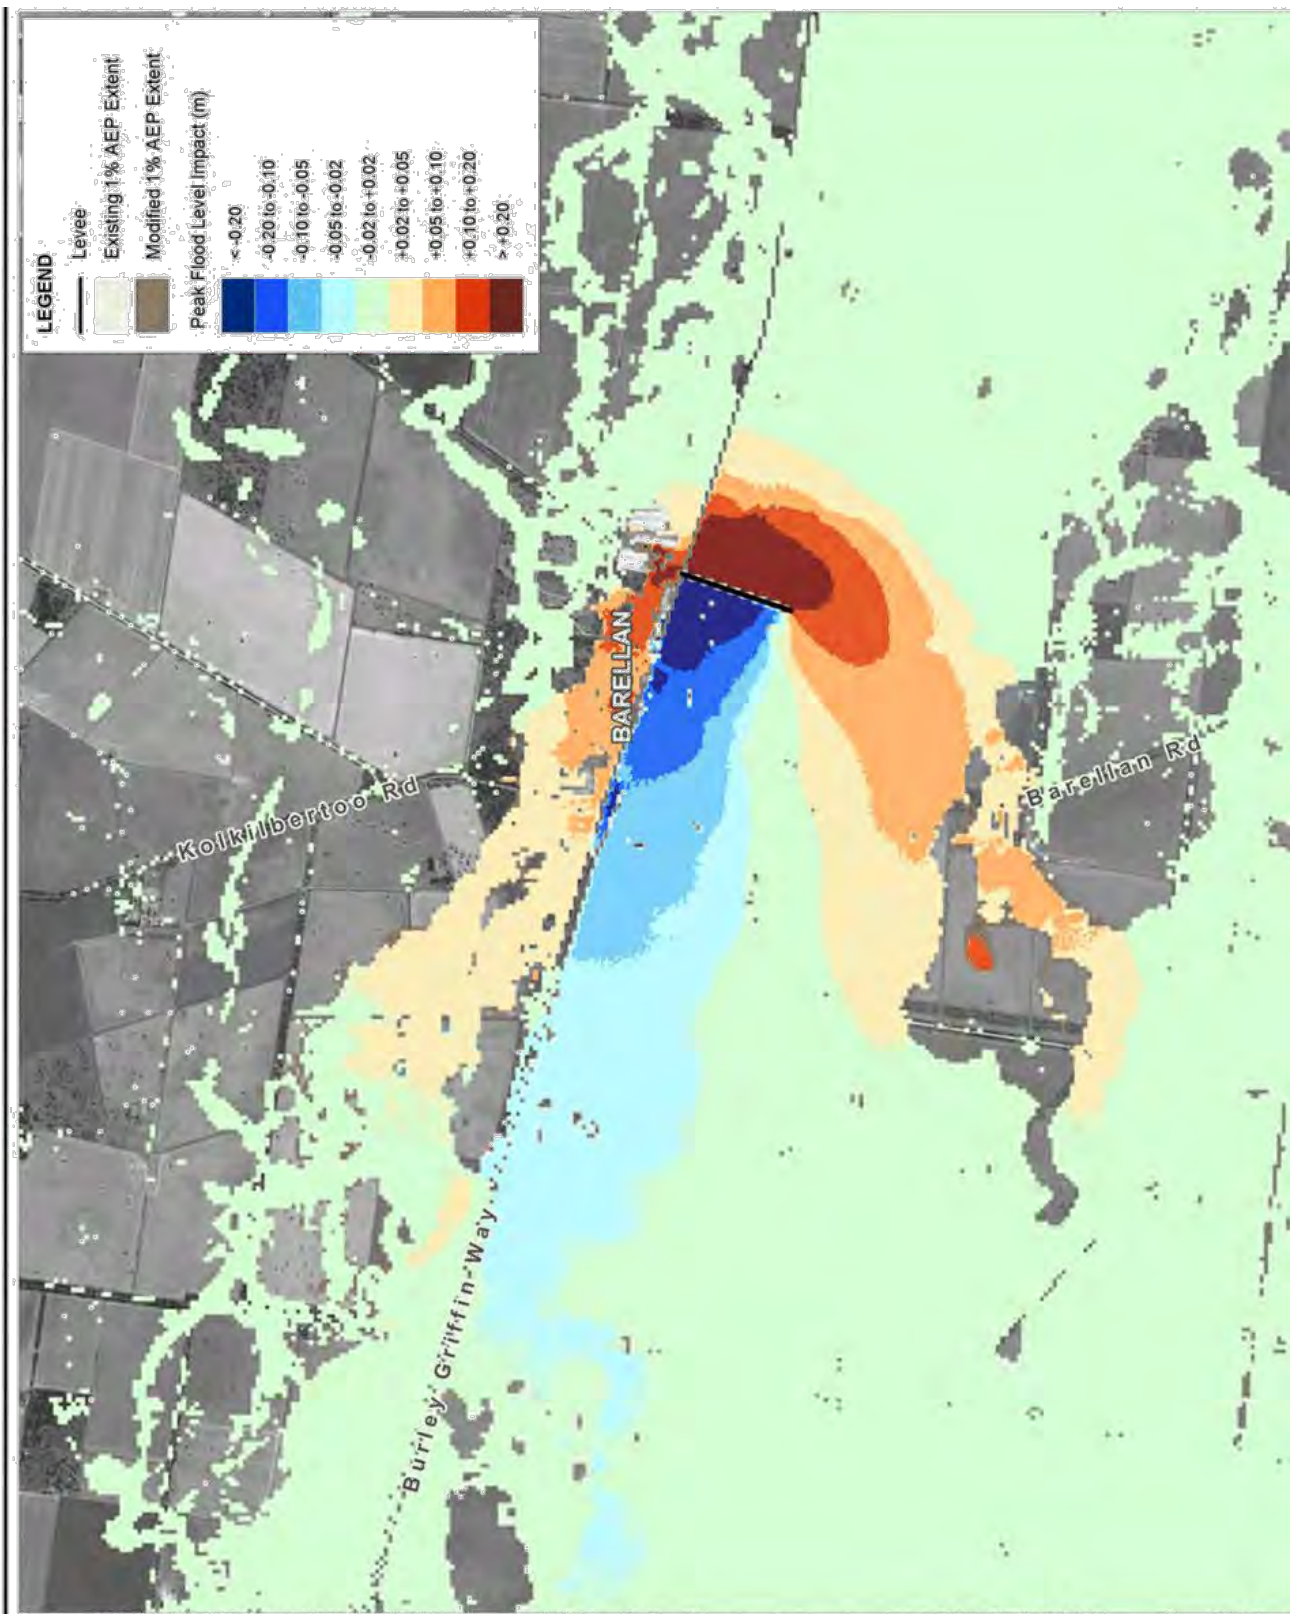 LEGEND
Levee
Existing 1% AEP Extent
Modified 1% AEP Extent
Peak Flood Level Impact (m)
< -0.20
-0.20 to -0.10
-0.10 to -0.05
-0.05 to -0.02
-0.02 to +0.02
+0.02 to +0.05
+0.05 to +0.10
+0.10 to +0.20
> +0.20
Kolkilbertoo Rd
BARELLAN
Barellan Rd
Burley Griffin Way